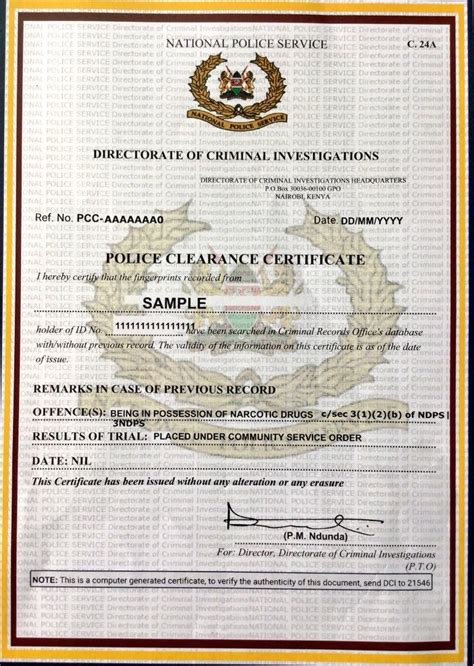 NATIONAL POLICE SERVICE
C. 24A
NATIONAL POLICE SERVICE
DIRECTORATE OF CRIMINAL INVESTIGATIONS
DIRECTORATE OF CRIMINAL INVESTIGATIONS HEADQUARTERS
P.O.Box 30036-00100 GPO
NAIROBI, KENYA
Ref. No. PCC-AAAAAAA0
Date. DD/MM/YYYY
POLICE CLEARANCE CERTIFICATE
I hereby certify that the fingerprints recorded from
SAMPLE
holder of ID No. 1111111111111111 have been searched in Criminal Records Office's database
with/without previous record. The validity of the information on this certificate is as of the date
of issue.
REMARKS IN CASE OF PREVIOUS RECORD
OFFENCE(S): BEING IN POSSESSION OF NARCOTIC DRUGS c/sec 3(1)(2)(b) of NDPS|
3NDPS
RESULTS OF TRIAL: PLACED UNDER COMMUNITY SERVICE ORDER
DATE: NIL
This Certificate has been issued without any alteration or any erasure
(P.M. Ndunda)
For: Director, Directorate of Criminal Investigations
(P.T.O)
NOTE: This is a computer generated certificate, to verify the authenticity of this document, send DCI to 21546